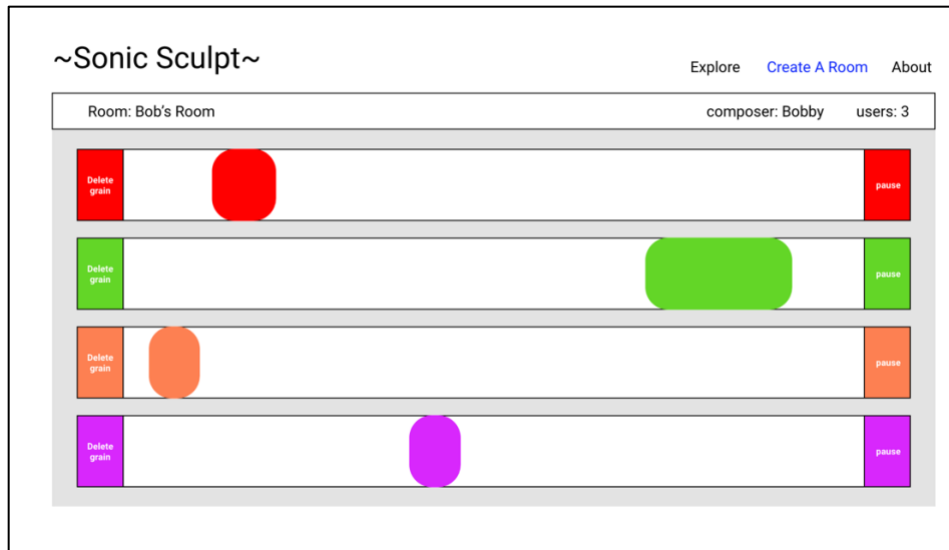 ~Sonic Sculpt~
Explore Create A Room About
Room: Bob's Room composer: Bobby users: 3
Delete
grain
pause
Delete
grain
pause
Delete
grain
pause
Delete
grain
pause